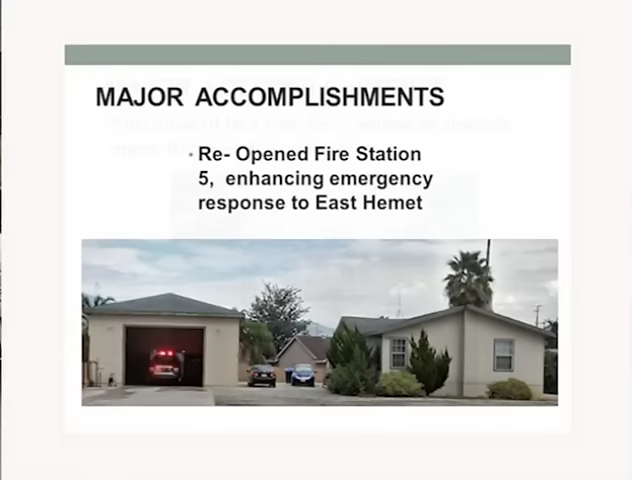 MAJOR ACCOMPLISHMENTS
• Re- Opened Fire Station
5, enhancing emergency
response to East Hemet